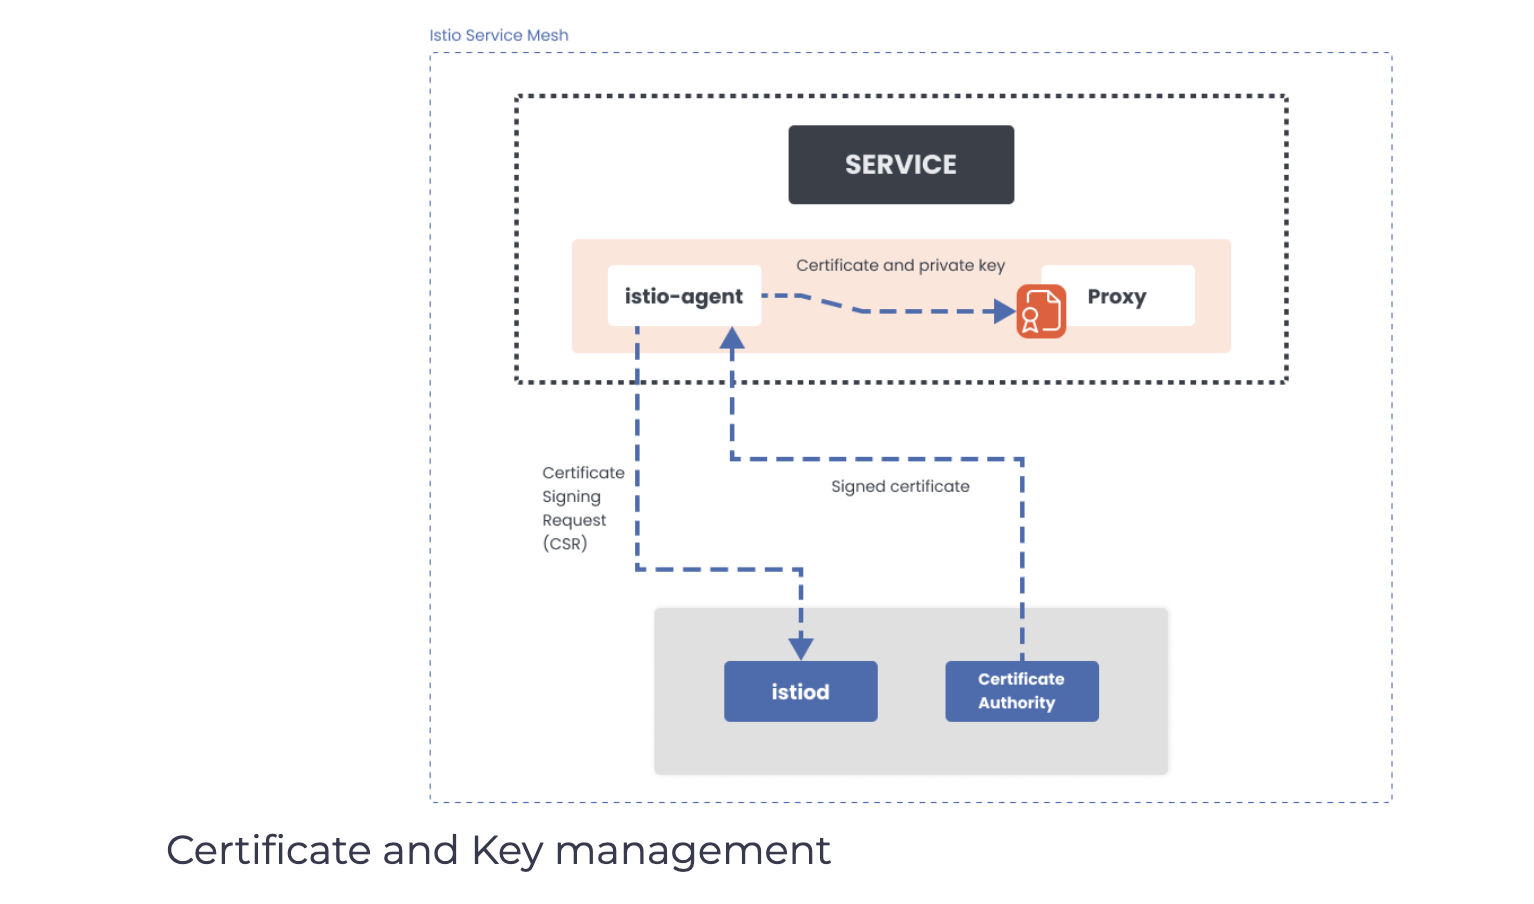 Istio Service Mesh
SERVICE
Certificate and private key
istio-agent
Proxy
Certificate
Signing
Request
(CSR)
Signed certificate
istiod
Certificate
Authority
Certificate and Key management